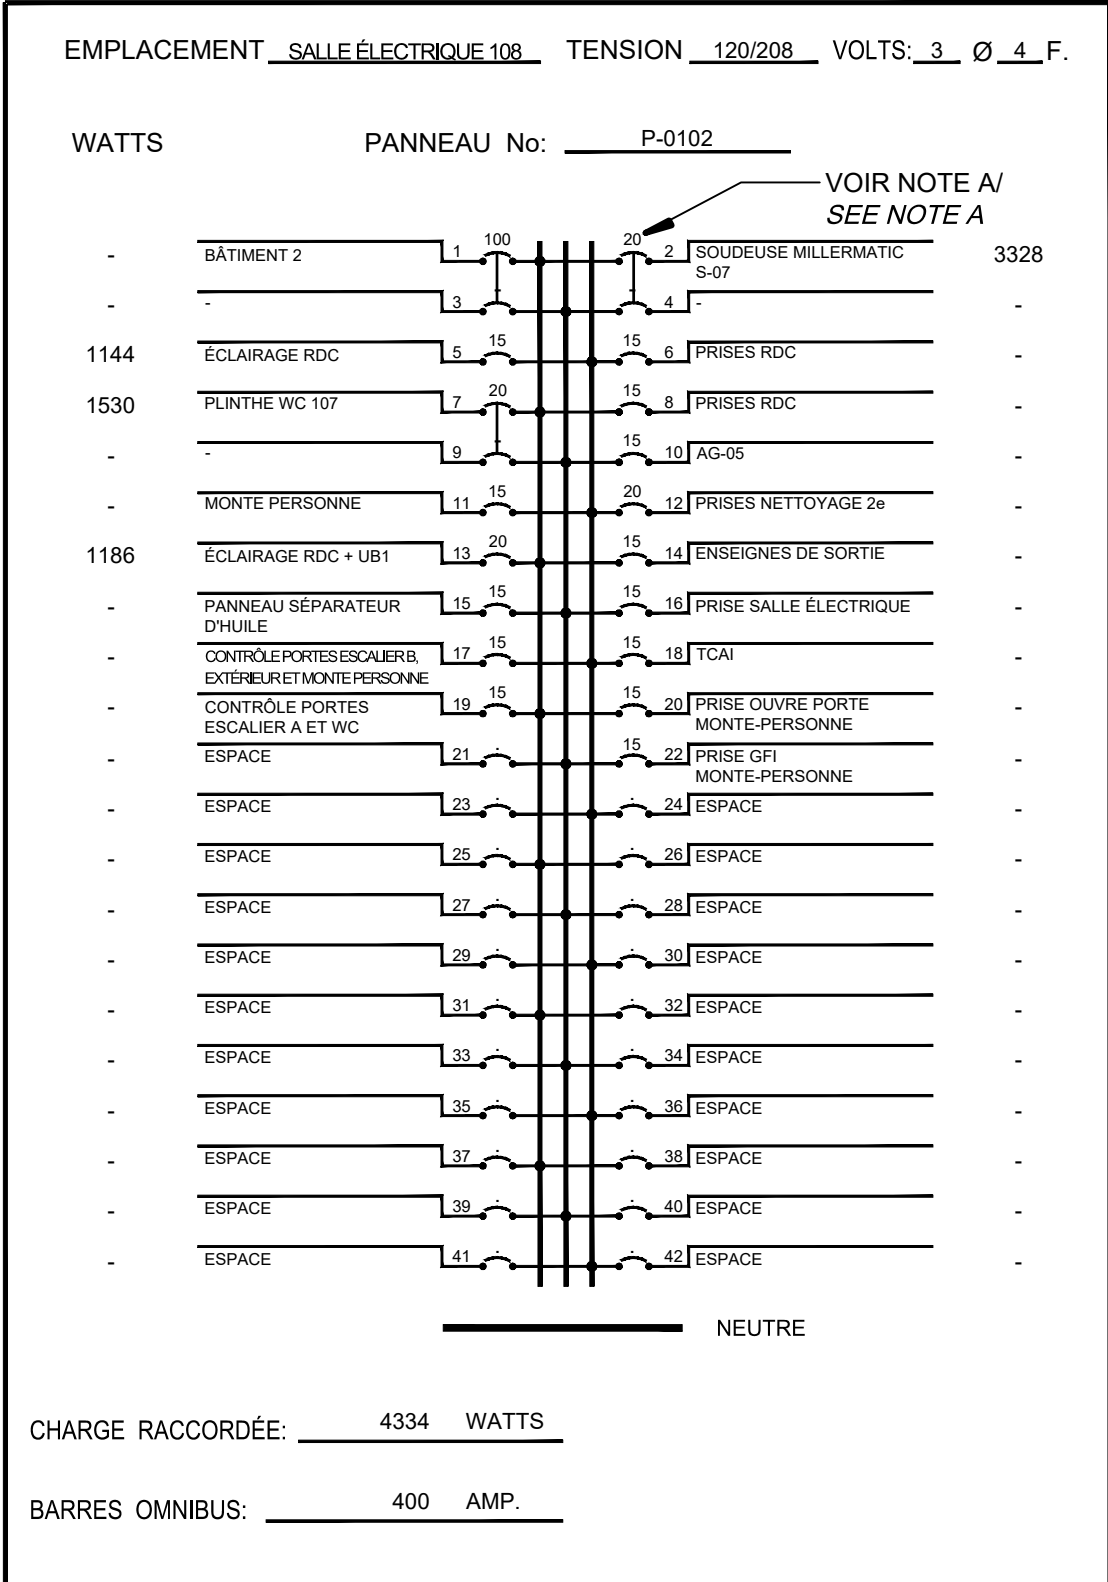 EMPLACEMENT SALLE ÉLECTRIQUE 108 TENSION 120/208 VOLTS: 3 Ø 4 F.
WATTS PANNEAU No: P-0102
VOIR NOTE A/
SEE NOTE A
- BÂTIMENT 2 1 100 20 2 SOUDEUSE MILLERMATIC 3328
S-07
- - 3 - - 4 - -
1144 ÉCLAIRAGE RDC 5 15 15 6 PRISES RDC -
1530 PLINTHE WC 107 7 20 15 8 PRISES RDC -
- - 9 - 15 10 AG-05 -
- MONTE PERSONNE 11 15 20 12 PRISES NETTOYAGE 2e -
1186 ÉCLAIRAGE RDC + UB1 13 20 15 14 ENSEIGNES DE SORTIE -
- PANNEAU SÉPARATEUR 15 15 15 16 PRISE SALLE ÉLECTRIQUE -
D'HUILE
- CONTRÔLE PORTES ESCALIER B, 17 15 15 18 TCAI -
EXTÉRIEUR ET MONTE PERSONNE
- CONTRÔLE PORTES 19 15 15 20 PRISE OUVRE PORTE -
ESCALIER A ET WC MONTE-PERSONNE
- ESPACE 21 - 15 22 PRISE GFI -
MONTE-PERSONNE
- ESPACE 23 - - 24 ESPACE -
- ESPACE 25 - - 26 ESPACE -
- ESPACE 27 - - 28 ESPACE -
- ESPACE 29 - - 30 ESPACE -
- ESPACE 31 - - 32 ESPACE -
- ESPACE 33 - - 34 ESPACE -
- ESPACE 35 - - 36 ESPACE -
- ESPACE 37 - - 38 ESPACE -
- ESPACE 39 - - 40 ESPACE -
- ESPACE 41 - - 42 ESPACE -
NEUTRE
CHARGE RACCORDÉE: 4334 WATTS
BARRES OMNIBUS: 400 AMP.